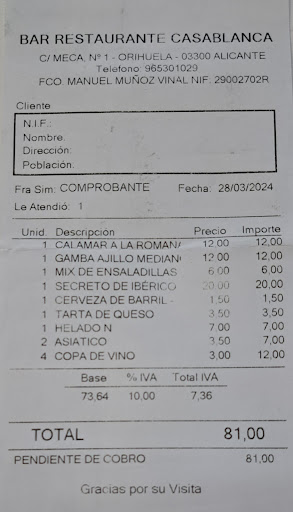 BAR RESTAURANTE CASABLANCA
C/ MECA, Nº 1 - ORIHUELA - 03300 ALICANTE
Teléfono: 965301029
FCO. MANUEL MUÑOZ VINAL NIF: 29002702R
Cliente
N.I.F.:
Nombre:
Dirección:
Población:
Fra Sim: COMPROBANTE Fecha: 28/03/2024
Le Atendió: 1
Unid. Descripción Precio Importe
1 CALAMAR A LA ROMANA 12,00 12,00
1 GAMBA AJILLO MEDIANO 12,00 12,00
1 MIX DE ENSALADILLAS 6,00 6,00
1 SECRETO DE IBÉRICO 20,00 20,00
1 CERVEZA DE BARRIL - 1,50 1,50
1 TARTA DE QUESO 3,50 3,50
1 HELADO N 7,00 7,00
2 ASIATICO 3,50 7,00
4 COPA DE VINO 3,00 12,00
Base % IVA Total IVA
73,64 10,00 7,36
TOTAL 81,00
PENDIENTE DE COBRO 81,00
Gracias por su Visita